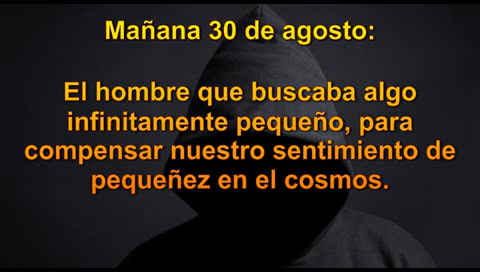 Mañana 30 de agosto:
El hombre que buscaba algo
infinitamente pequeño, para
compensar nuestro sentimiento de
pequeñez en el cosmos.